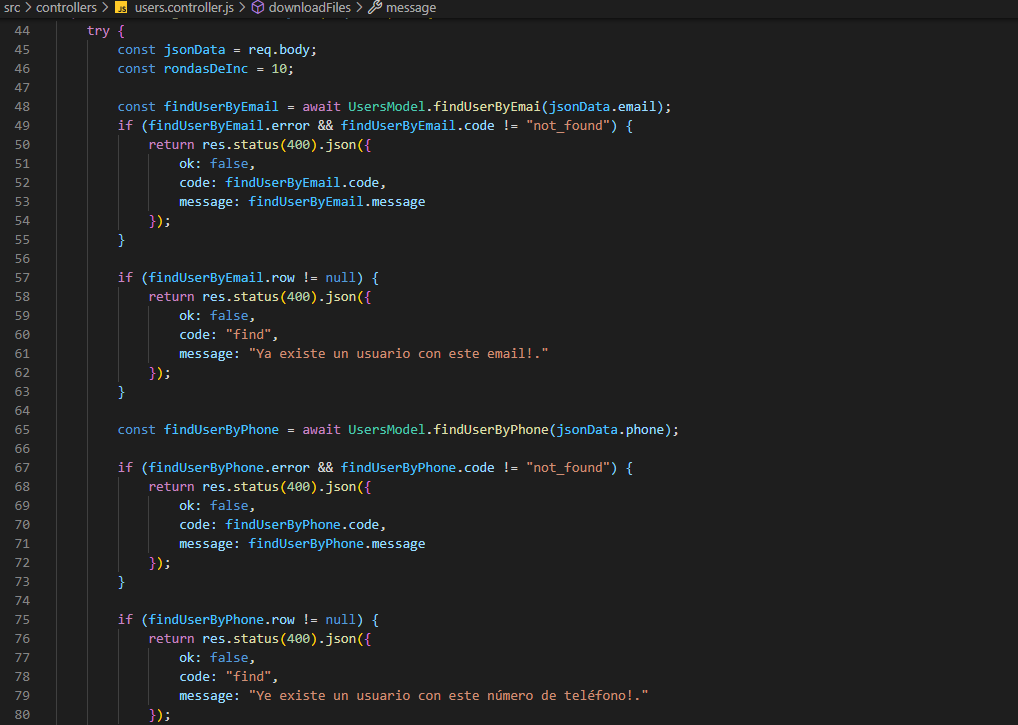 src > controllers > JS users.controller.js > downloadFiles > message
44 try {
45 const jsonData = req.body;
46 const rondasDeInc = 10;
47
48 const findUserByEmail = await UsersModel.findUserByEmai(jsonData.email);
49 if (findUserByEmail.error && findUserByEmail.code != "not_found") {
50 return res.status(400).json({
51 ok: false,
52 code: findUserByEmail.code,
53 message: findUserByEmail.message
54 });
55 }
56
57 if (findUserByEmail.row != null) {
58 return res.status(400).json({
59 ok: false,
60 code: "find",
61 message: "Ya existe un usuario con este email!."
62 });
63 }
64
65 const findUserByPhone = await UsersModel.findUserByPhone(jsonData.phone);
66
67 if (findUserByPhone.error && findUserByPhone.code != "not_found") {
68 return res.status(400).json({
69 ok: false,
70 code: findUserByPhone.code,
71 message: findUserByPhone.message
72 });
73 }
74
75 if (findUserByPhone.row != null) {
76 return res.status(400).json({
77 ok: false,
78 code: "find",
79 message: "Ye existe un usuario con este número de teléfono!."
80 });